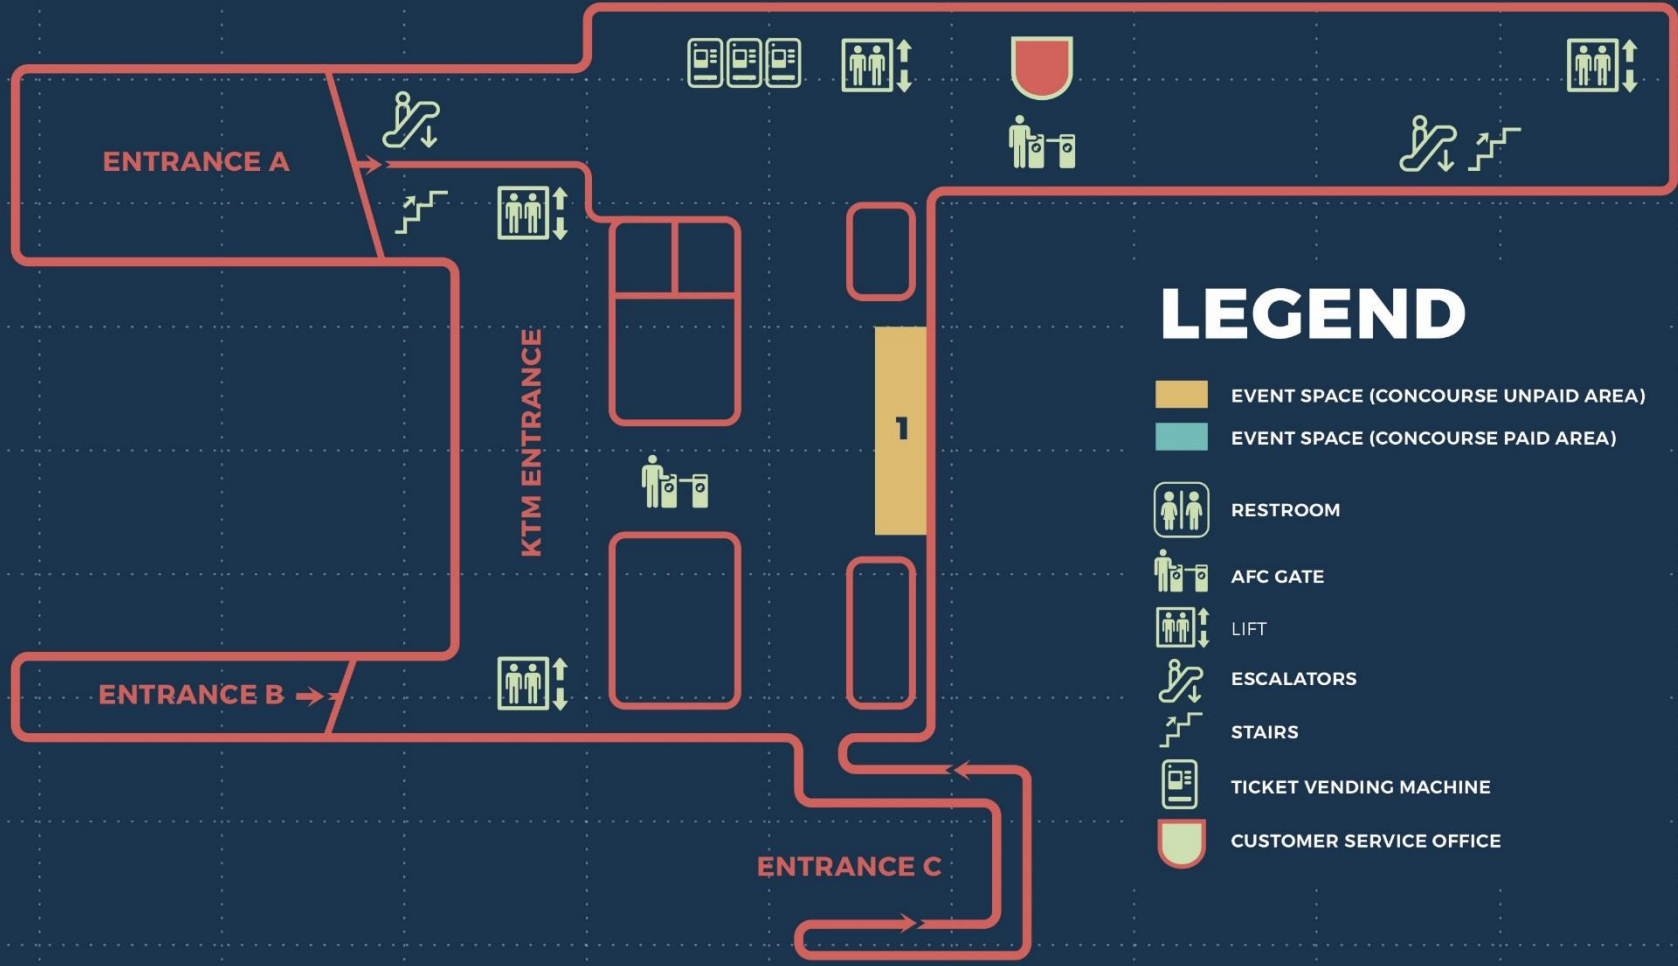 ENTRANCE A
KTM ENTRANCE
1
ENTRANCE B
ENTRANCE C
LEGEND
EVENT SPACE (CONCOURSE UNPAID AREA)
EVENT SPACE (CONCOURSE PAID AREA)
RESTROOM
AFC GATE
LIFT
ESCALATORS
STAIRS
TICKET VENDING MACHINE
CUSTOMER SERVICE OFFICE